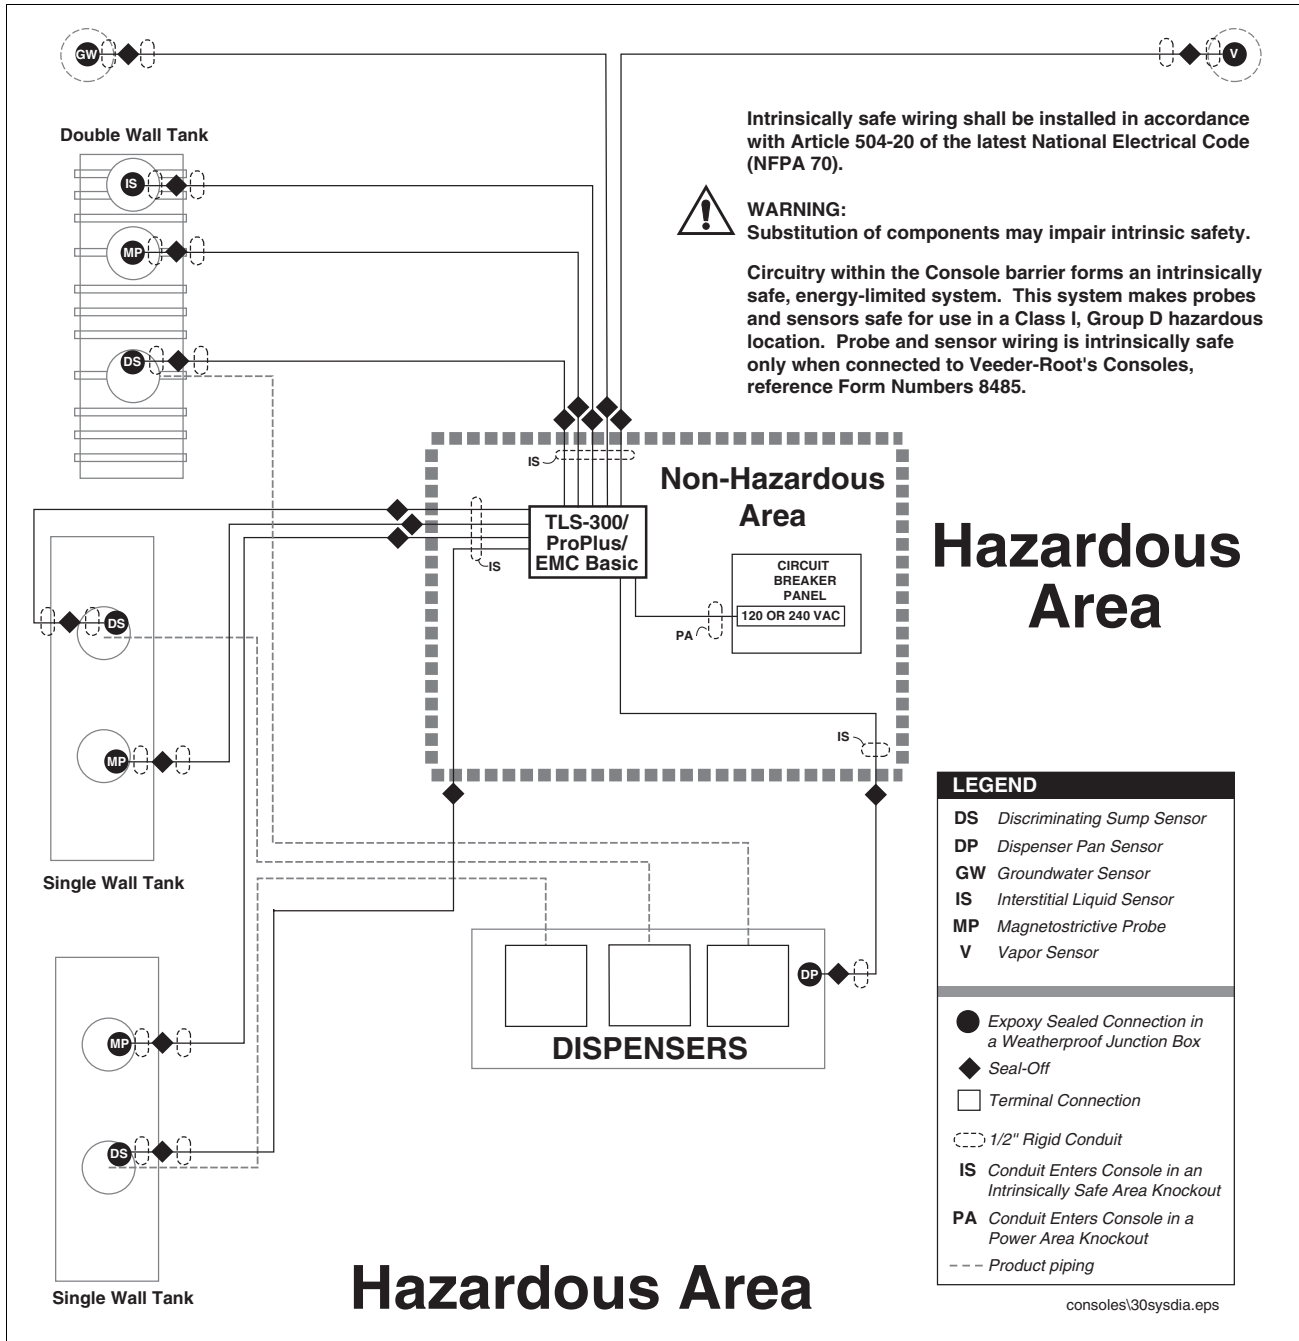 GW
V
Double Wall Tank
Intrinsically safe wiring shall be installed in accordance
with Article 504-20 of the latest National Electrical Code
(NFPA 70).
IS
WARNING:
Substitution of components may impair intrinsic safety.
MP
Circuitry within the Console barrier forms an intrinsically
safe, energy-limited system. This system makes probes
and sensors safe for use in a Class I, Group D hazardous
location. Probe and sensor wiring is intrinsically safe
only when connected to Veeder-Root's Consoles,
reference Form Numbers 8485.
DS
IS
Non-Hazardous
Area
TLS-300/
ProPlus/
EMC Basic
IS
CIRCUIT
BREAKER
PANEL
120 OR 240 VAC
PA
Hazardous
Area
DS
MP
IS
Single Wall Tank
LEGEND
DS Discriminating Sump Sensor
DP Dispenser Pan Sensor
GW Groundwater Sensor
IS Interstitial Liquid Sensor
MP Magnetostrictive Probe
V Vapor Sensor
Expoxy Sealed Connection in
a Weatherproof Junction Box
Seal-Off
Terminal Connection
1/2" Rigid Conduit
IS Conduit Enters Console in an
Intrinsically Safe Area Knockout
PA Conduit Enters Console in a
Power Area Knockout
Product piping
DP
DISPENSERS
MP
DS
Single Wall Tank
Hazardous Area
consoles\30sysdia.eps